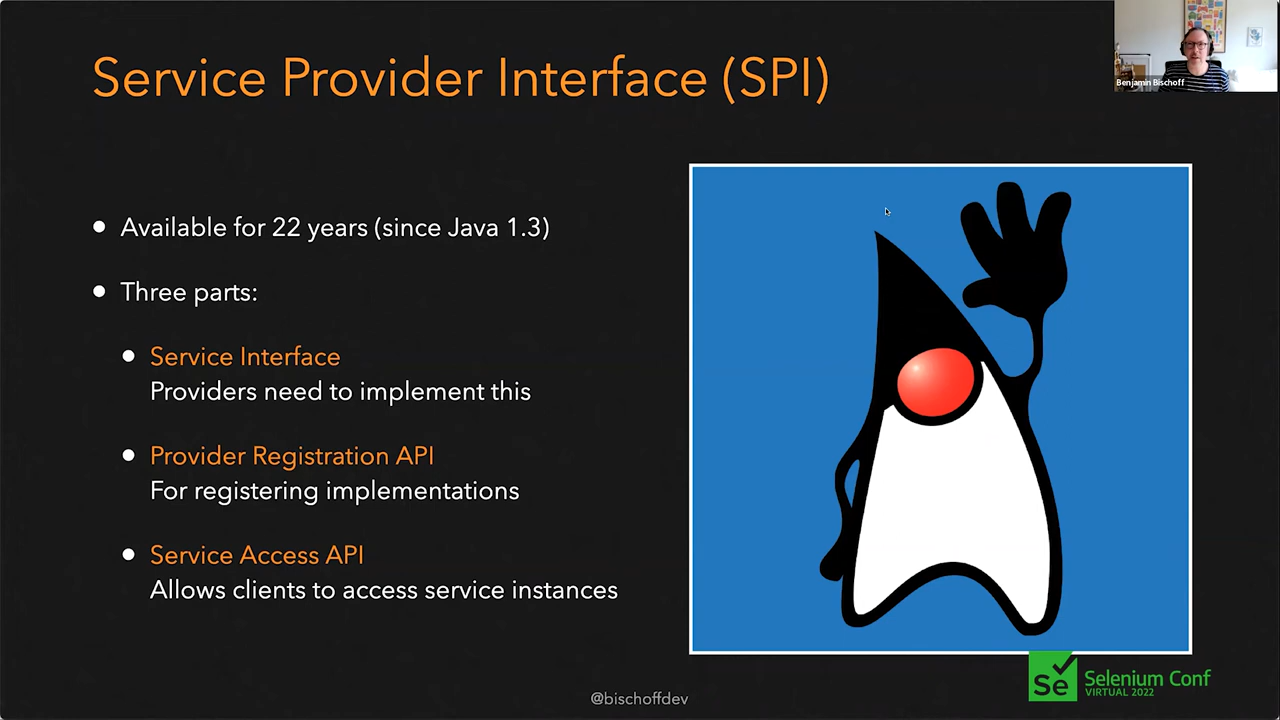 Service Provider Interface (SPI)
Benjamin Bischoff
Available for 22 years (since Java 1.3)
Three parts:
Service Interface
Providers need to implement this
Provider Registration API
For registering implementations
Service Access API
Allows clients to access service instances
@bischoffdev
Se
Selenium Conf
VIRTUAL 2022